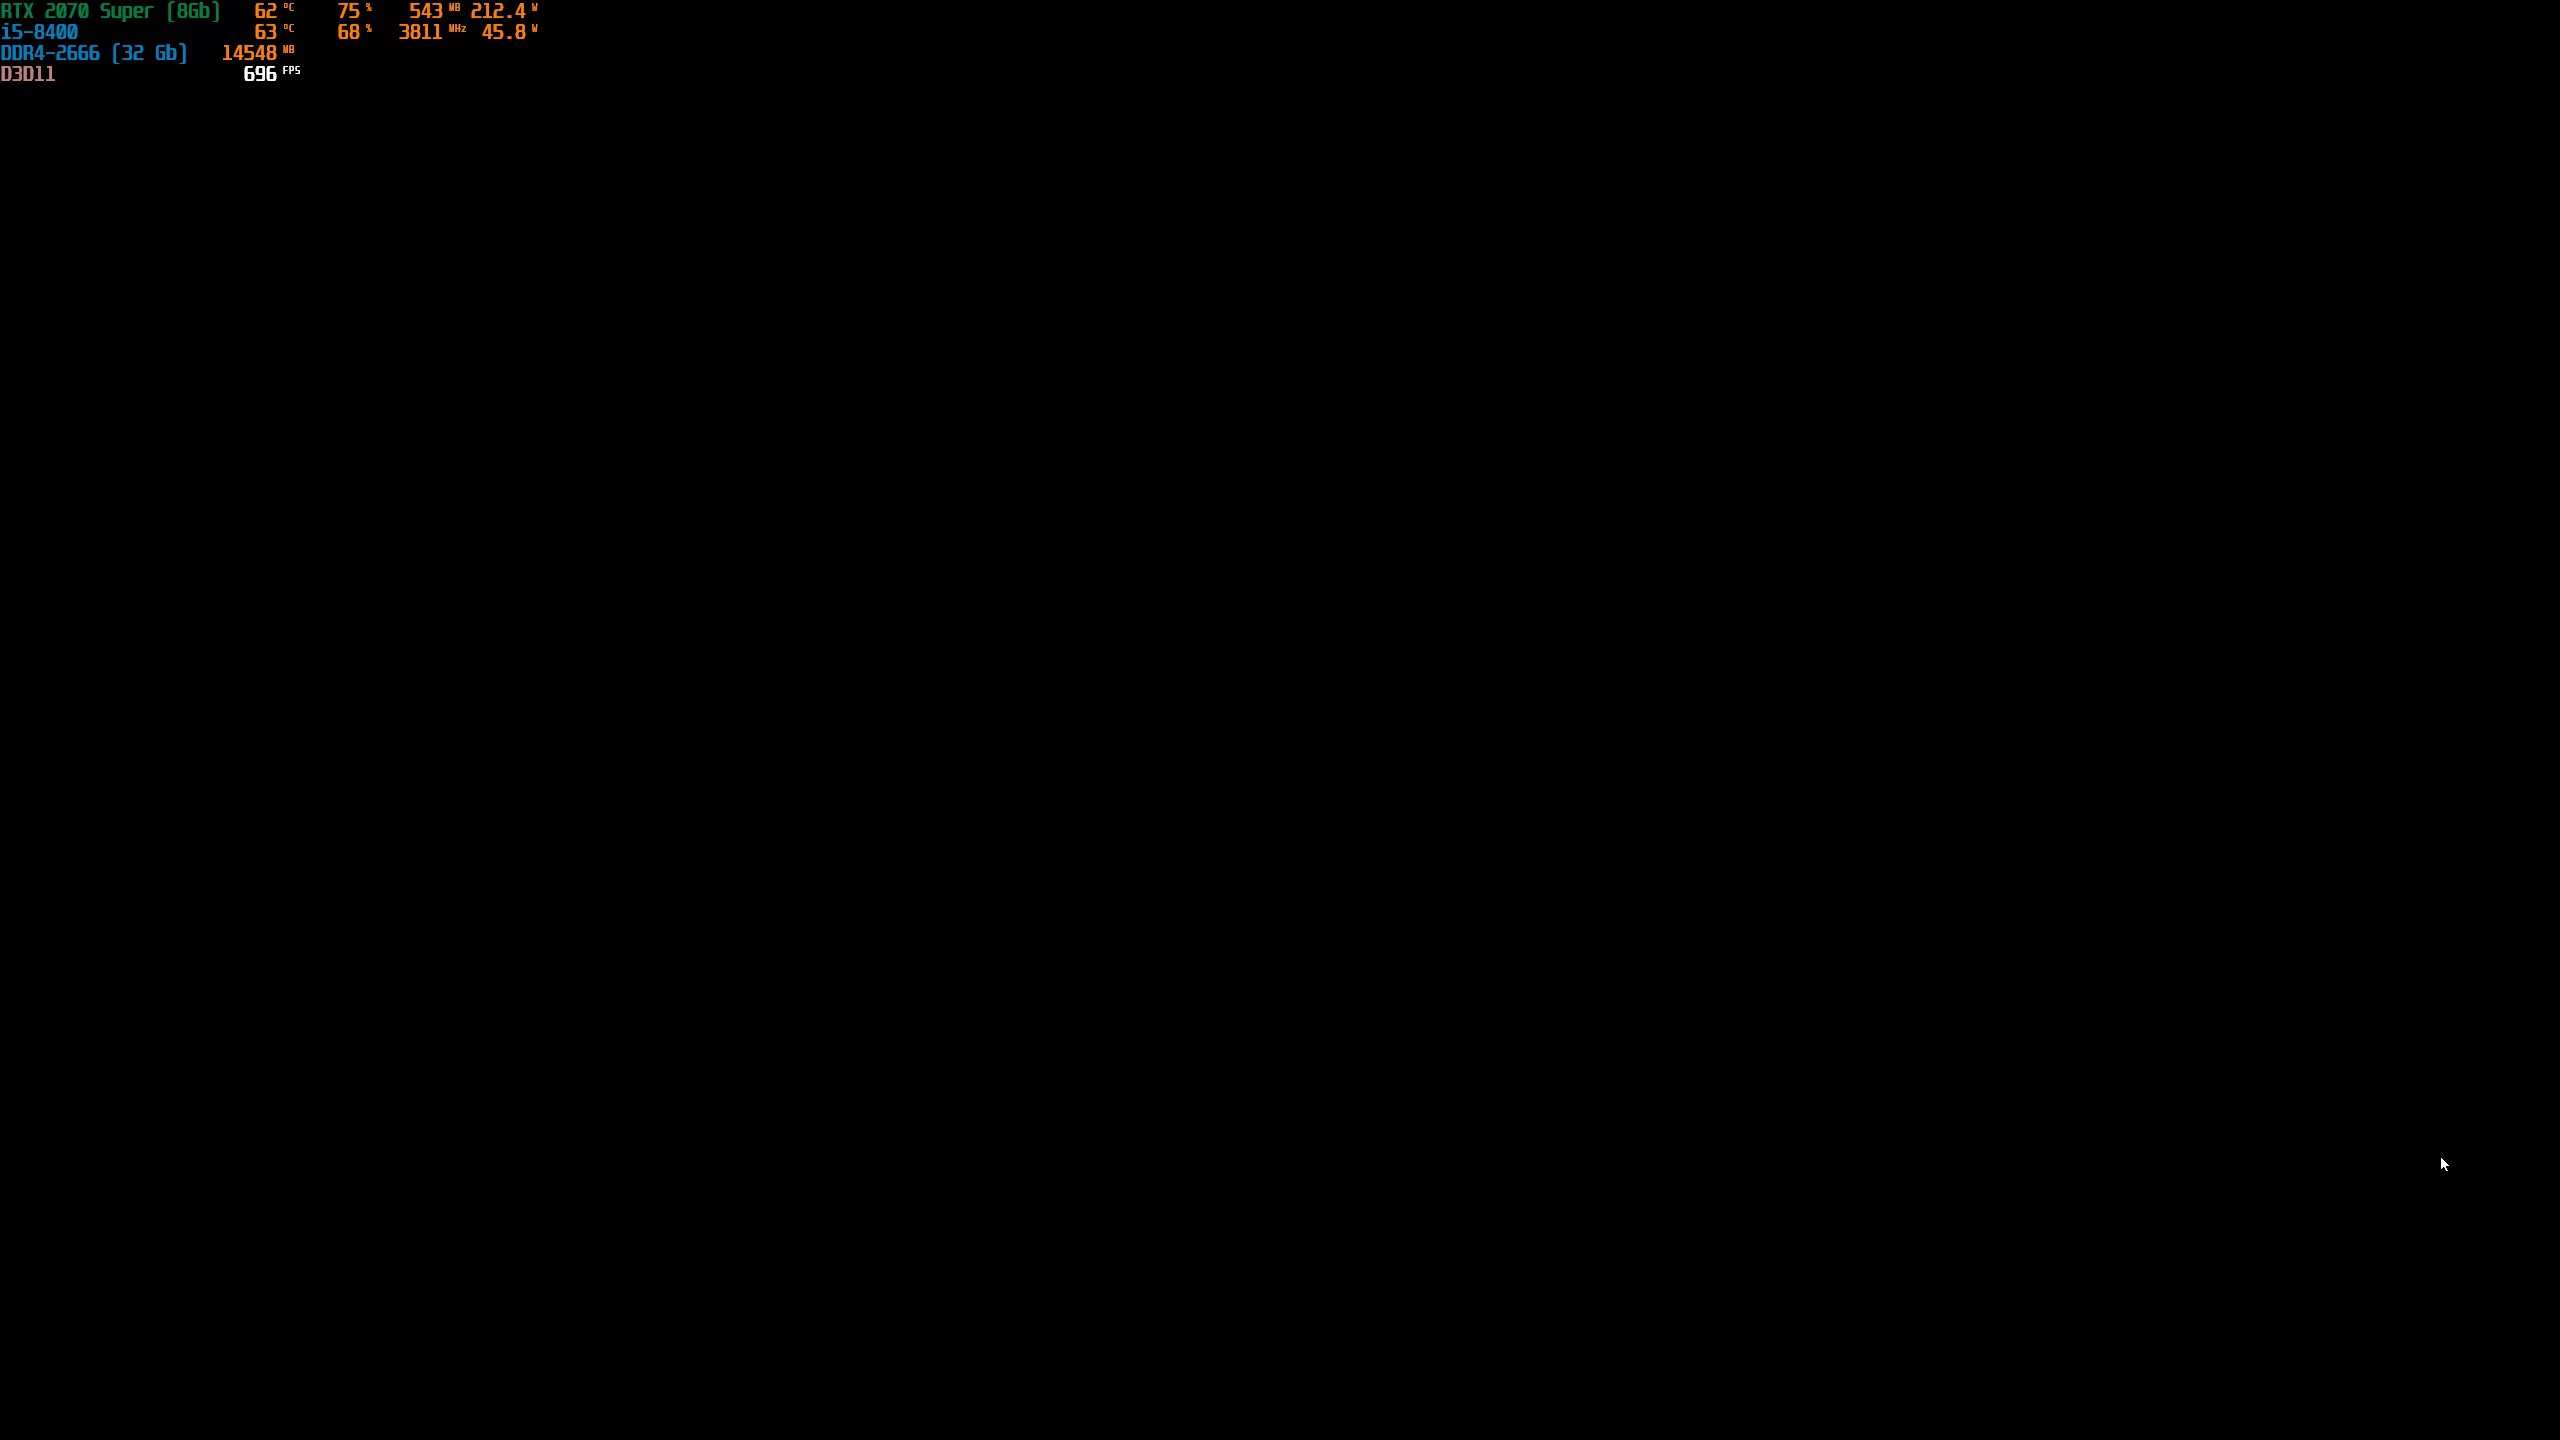 RTX 2070 Super (8Gb) 62 °C 75 % 543 MB 212.4 W
i5-8400 63 °C 68 % 3811 MHz 45.8 W
DDR4-2666 (32 Gb) 14548 MB
D3D11 696 FPS